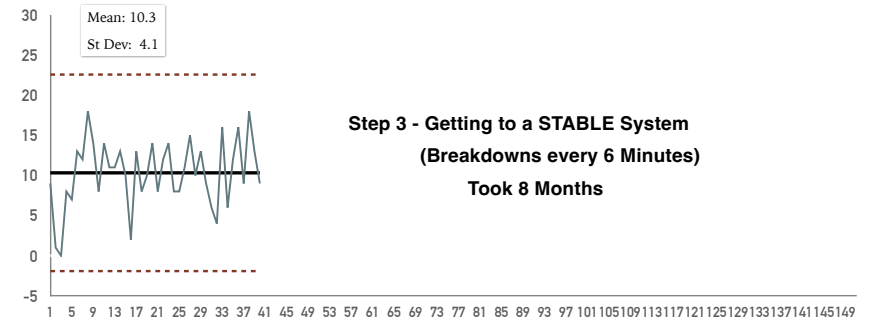 30
Mean: 10.3
St Dev: 4.1
25
20
15
10
5
0
-5
Step 3 - Getting to a STABLE System
(Breakdowns every 6 Minutes)
Took 8 Months
1 5 9 13 17 21 25 29 33 37 41 45 49 53 57 61 65 69 73 77 81 85 89 93 97 101 105 109 113 117 121 125 129 133 137 141 145 149